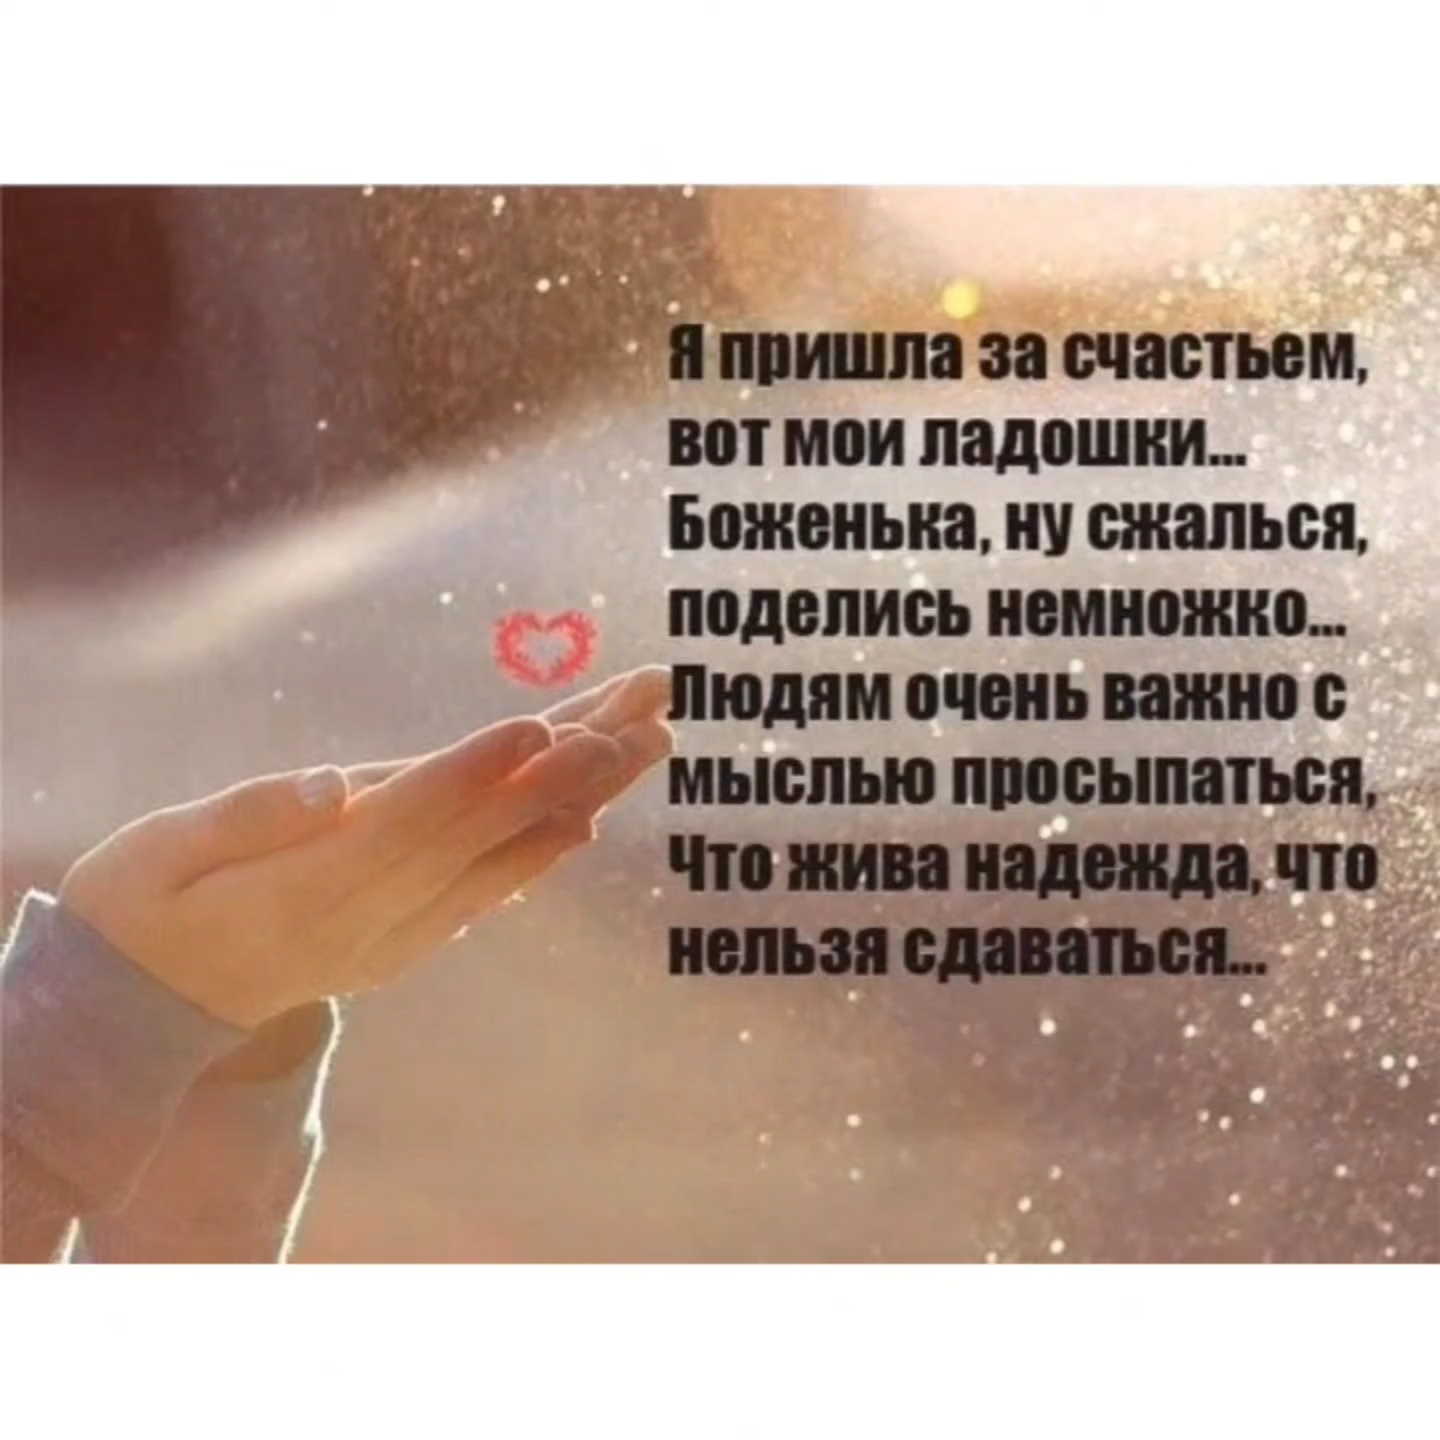 Я пришла за счастьем,
вот мои ладошки...
Боженька, ну сжалься,
поделись немножко...
Людям очень важно с
мыслью просыпаться,
Что жива надежда, что
нельзя сдаваться...